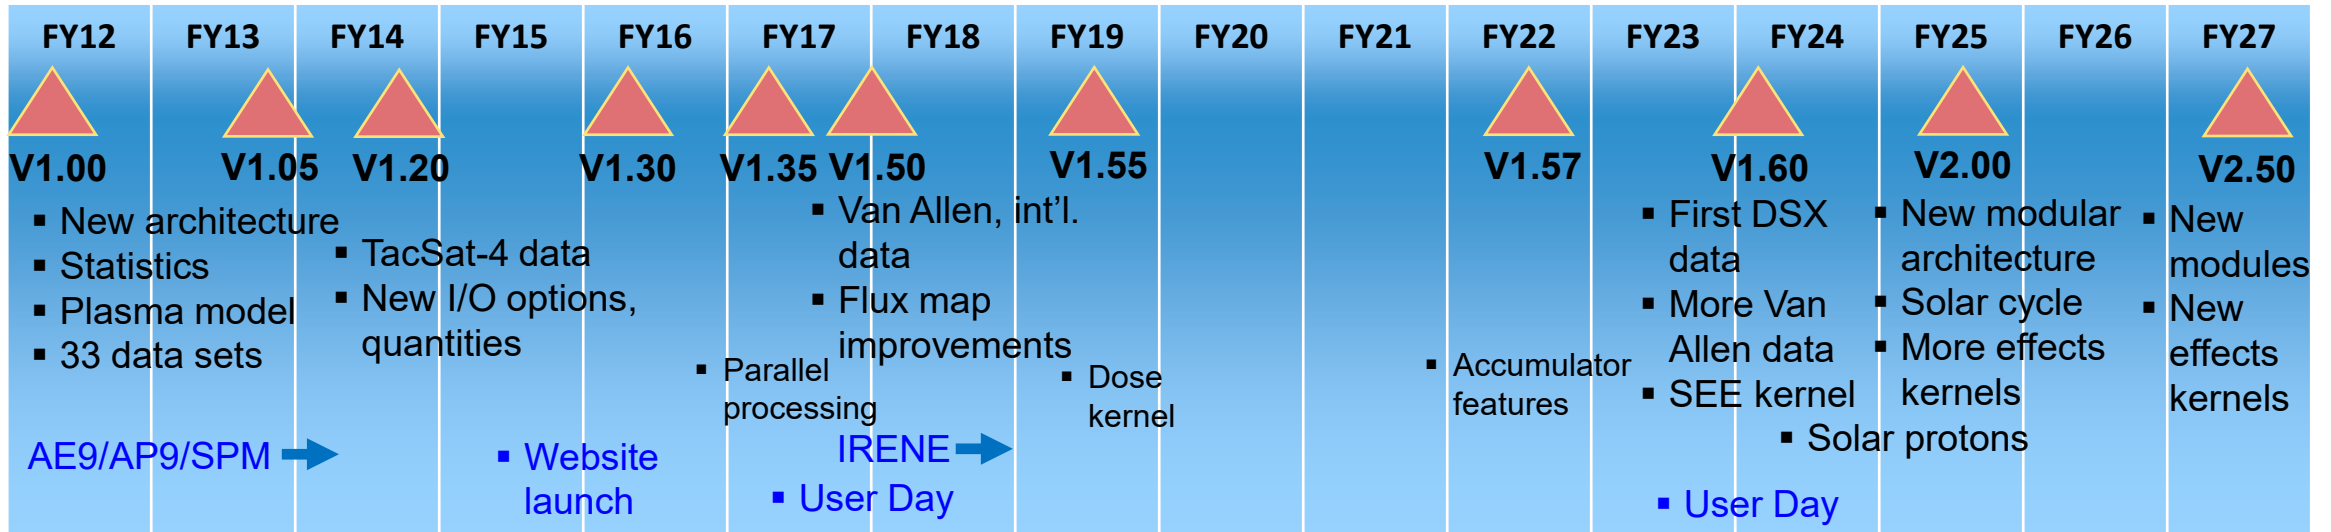 FY12 FY13 FY14 FY15 FY16 FY17 FY18 FY19 FY20 FY21 FY22 FY23 FY24 FY25 FY26 FY27
V1.00 V1.05 V1.20 V1.30 V1.35 V1.50 V1.55 V1.57 V1.60 V2.00 V2.50
▪ New architecture
▪ Statistics
▪ Plasma model
▪ 33 data sets
▪ TacSat-4 data
▪ New I/O options,
quantities
▪ Parallel
processing
▪ Van Allen, int’l.
data
▪ Flux map
improvements
▪ Dose
kernel
▪ Accumulator
features
▪ First DSX
data
▪ More Van
Allen data
▪ SEE kernel
▪ New modular
architecture
▪ Solar cycle
▪ More effects
kernels
▪ Solar protons
▪ New
modules
▪ New
effects
kernels
AE9/AP9/SPM
▪ Website
launch
IRENE
▪ User Day
▪ User Day